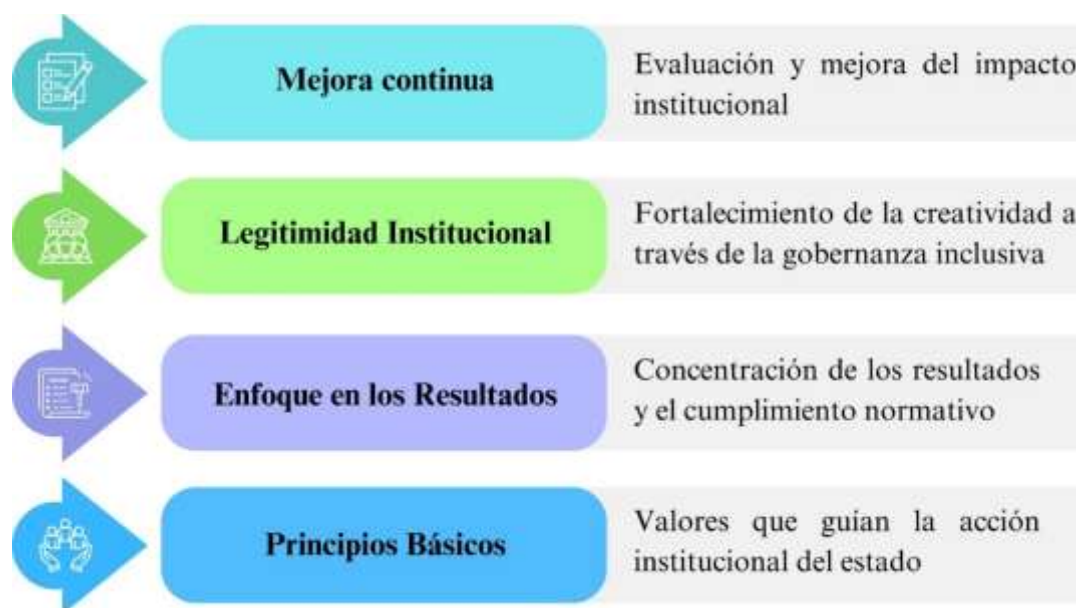 Mejora continua
Evaluación y mejora del impacto
institucional
Legitimidad Institucional
Fortalecimiento de la creatividad a
través de la gobernanza inclusiva
Enfoque en los Resultados
Concentración de los resultados
y el cumplimiento normativo
Principios Básicos
Valores que guían la acción
institucional del estado